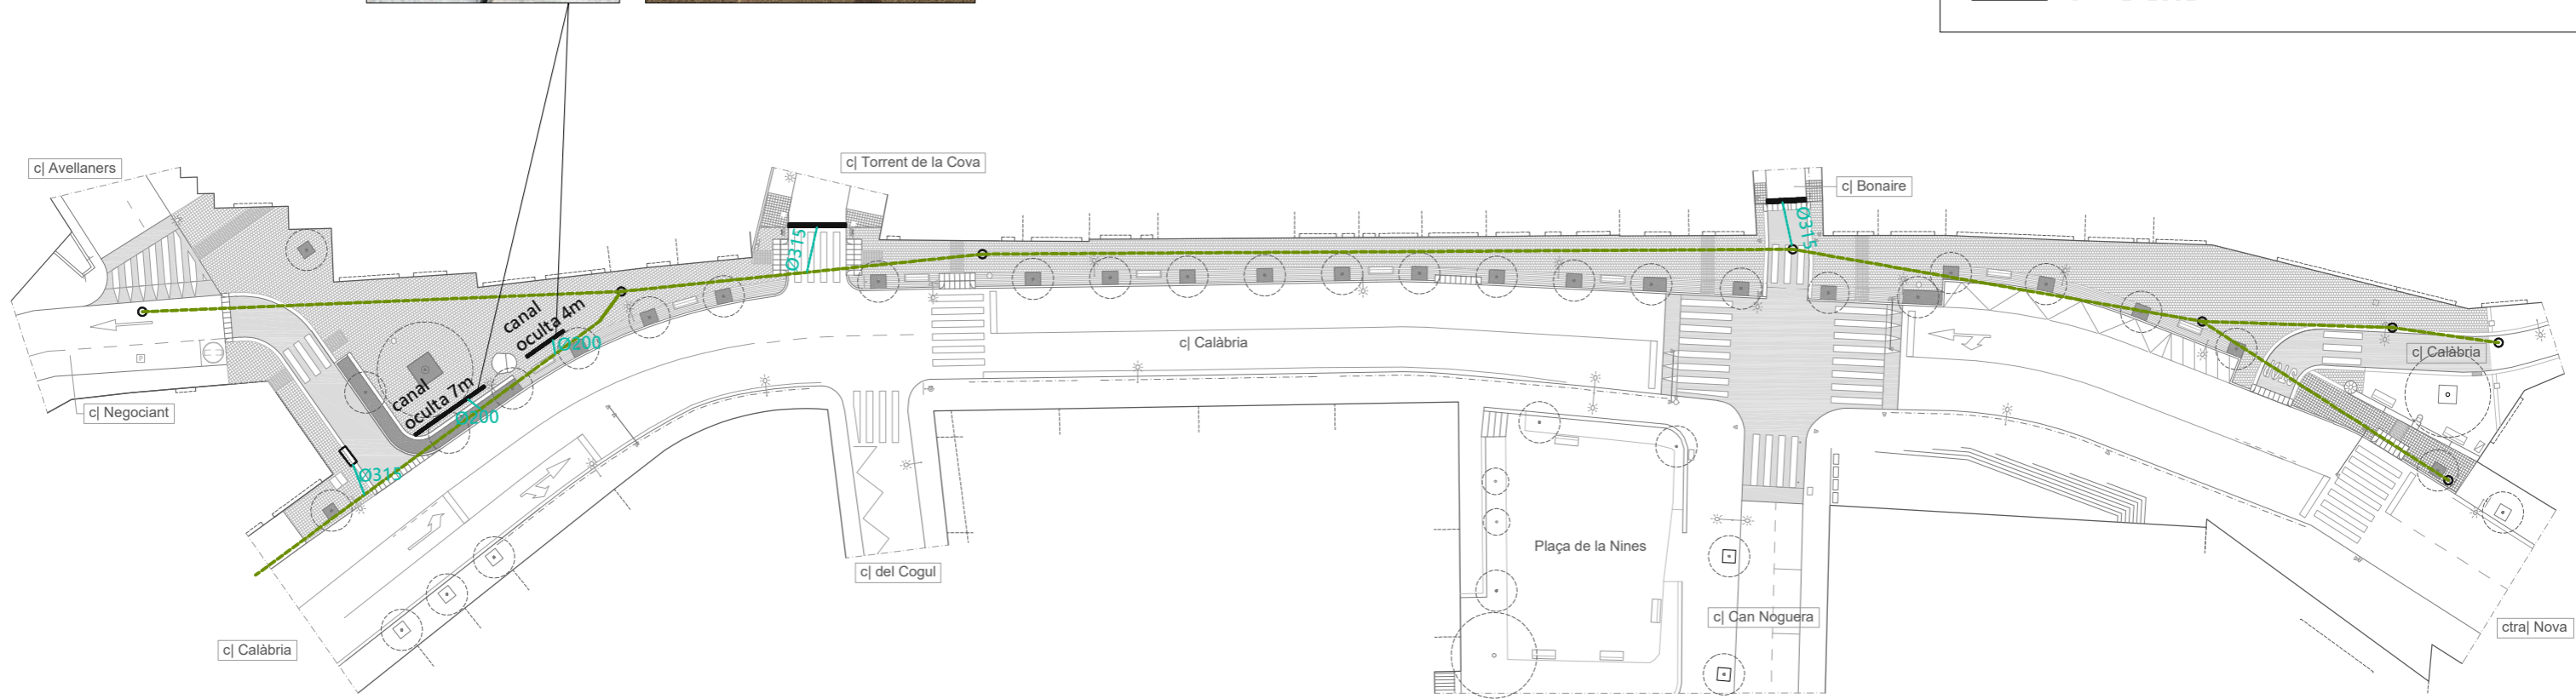 c| Avellaners
c| Torrent de la Cova
c| Bonaire
Ø315
Ø315
canal
oculta 4m
Ø200
c| Calàbria
c| Calàbria
canal
oculta 7m
Ø200
c| Negociant
P
Ø315
Plaça de la Nines
c| del Cogul
c| Can Noguera
ctra| Nova
c| Calàbria